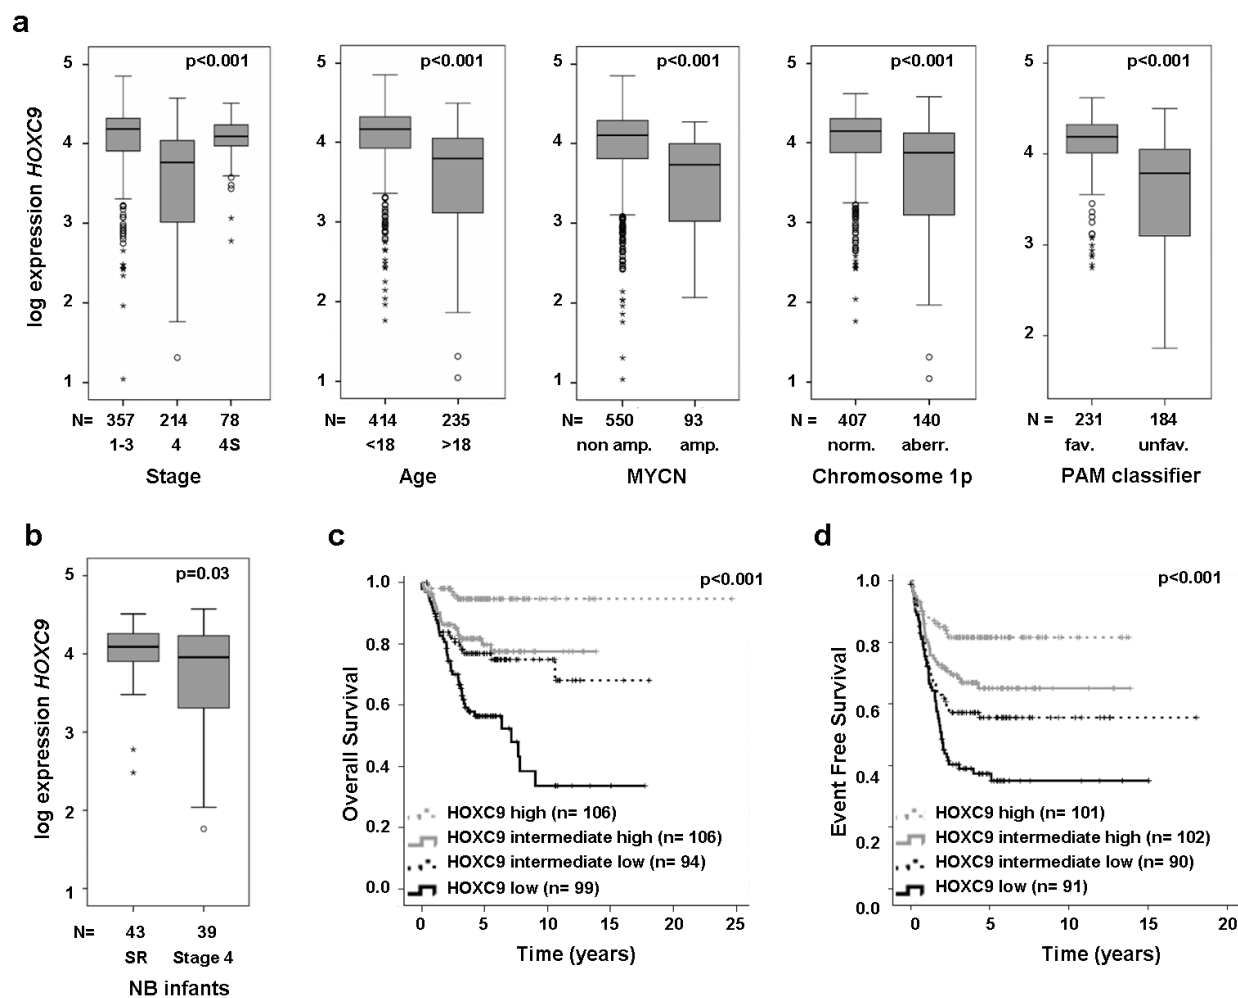 a
log expression HOXC9
5
4
3
2
1
p<0.001
N= 357 214 78
1-3 4 4S
Stage
5
4
3
2
1
p<0.001
N = 414 235
<18 >18
Age
5
4
3
2
1
p<0.001
N= 550 93
non amp. amp.
MYCN
5
4
3
2
1
p<0.001
N= 407 140
norm. aberr.
Chromosome 1p
5
4
3
2
p<0.001
N = 231 184
fav. unfav.
PAM classifier
b
log expression HOXC9
5
4
3
2
1
p=0.03
N= 43 39
SR Stage 4
NB infants
c
Overall Survival
1.0
0.8
0.6
0.4
0.2
0.0
p<0.001
HOXC9 high (n= 106)
HOXC9 intermediate high (n= 106)
HOXC9 intermediate low (n= 94)
HOXC9 low (n= 99)
0 5 10 15 20 25
Time (years)
d
Event Free Survival
1.0
0.8
0.6
0.4
0.2
0.0
p<0.001
HOXC9 high (n= 101)
HOXC9 intermediate high (n= 102)
HOXC9 intermediate low (n= 90)
HOXC9 low (n= 91)
0 5 10 15 20
Time (years)